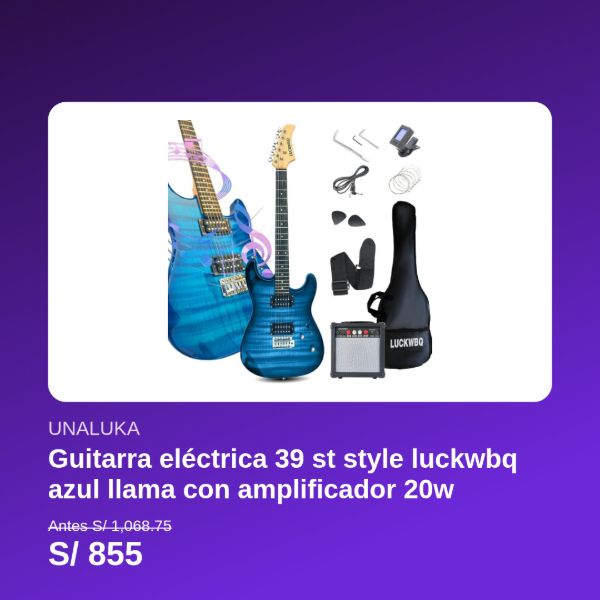 LUCKWBQ
UNALUKA
Guitarra eléctrica 39 st style luckwbq
azul llama con amplificador 20w
Antes S/ 1,068.75
S/ 855